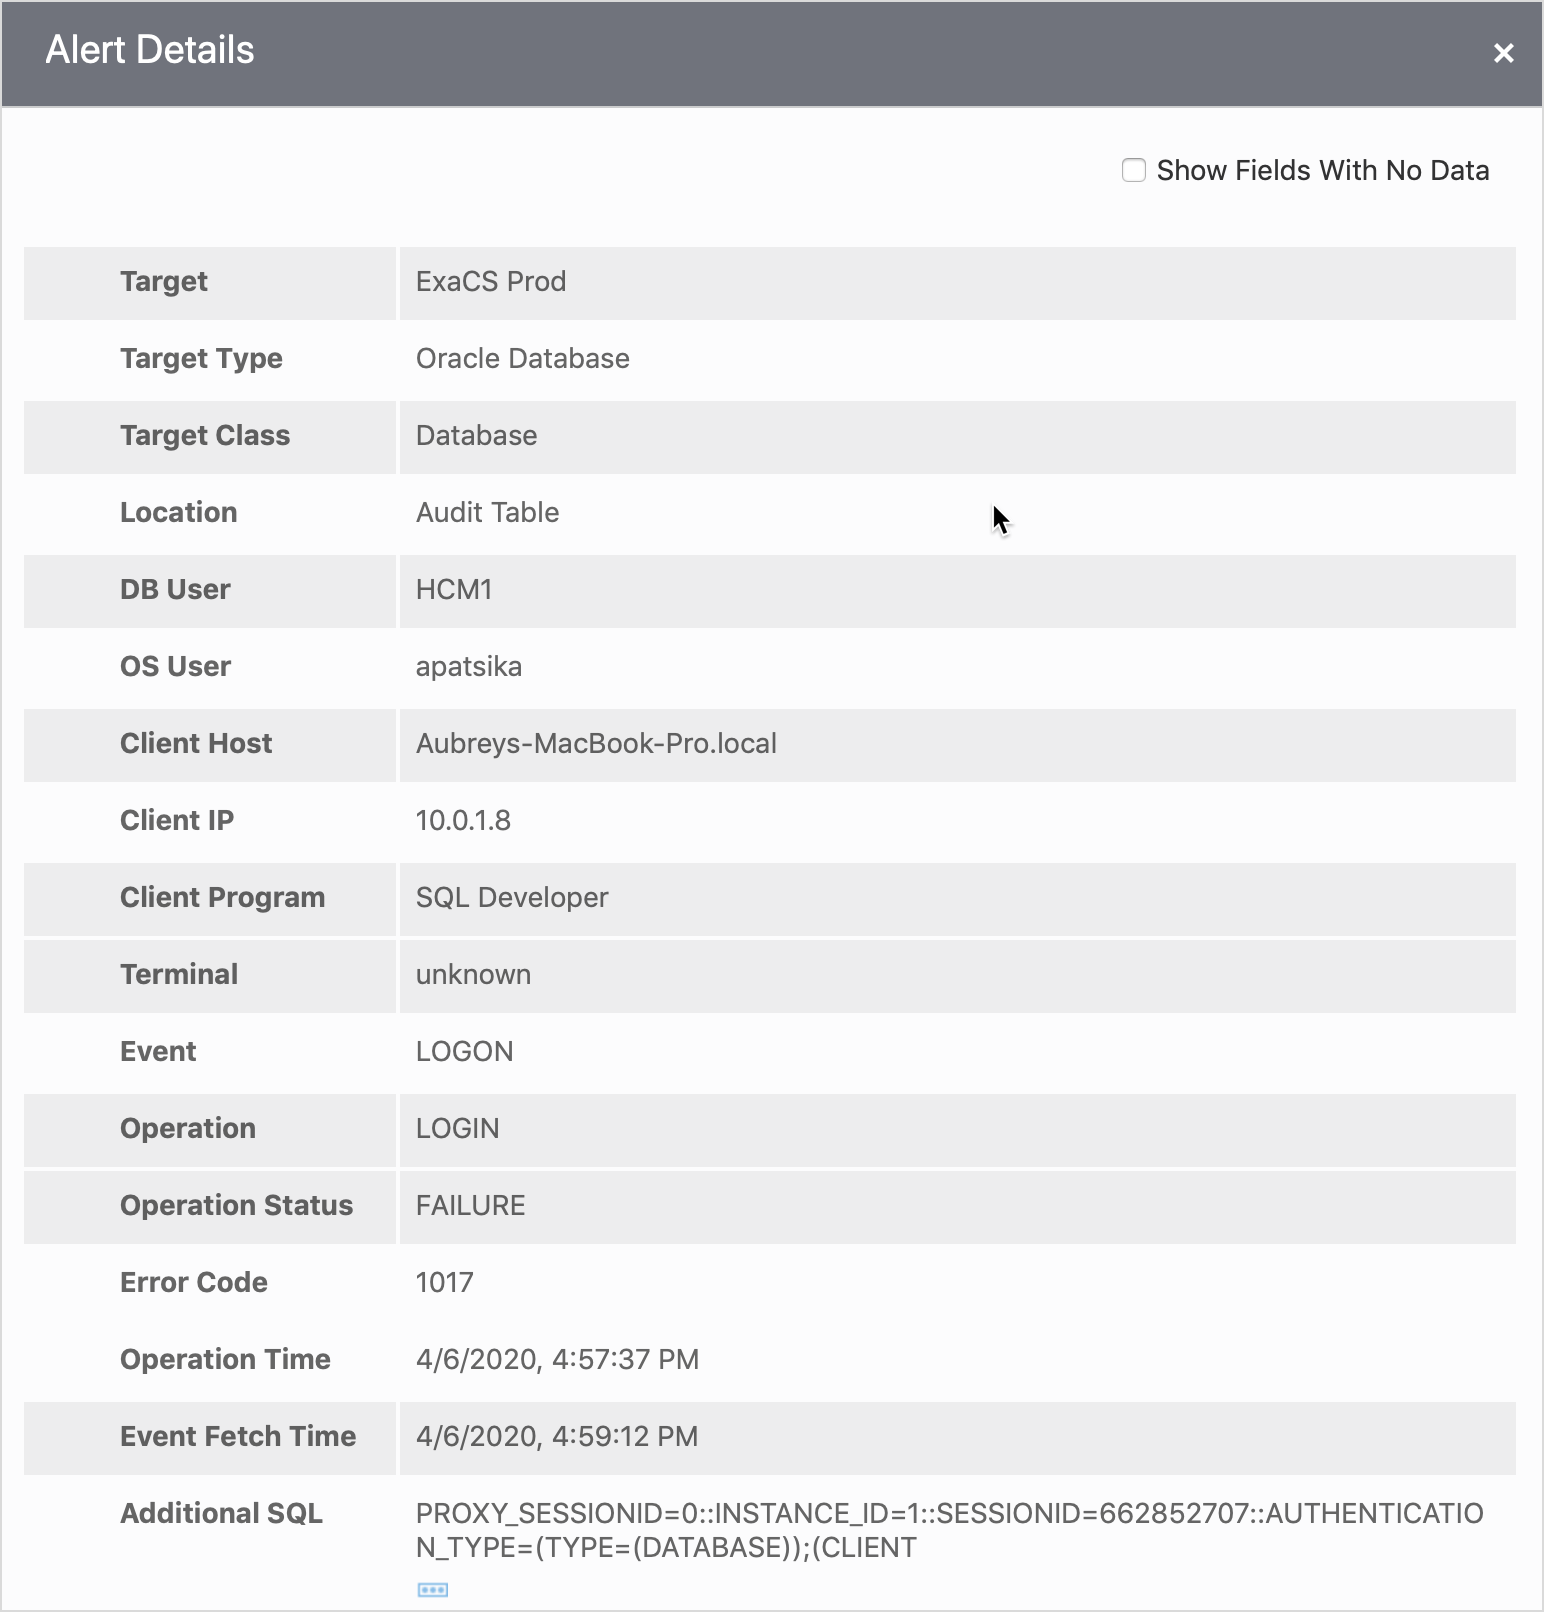 Alert Details
Show Fields With No Data
Target ExaCS Prod
Target Type Oracle Database
Target Class Database
Location Audit Table
DB User HCM1
OS User apatsika
Client Host Aubreys-MacBook-Pro.local
Client IP 10.0.1.8
Client Program SQL Developer
Terminal unknown
Event LOGON
Operation LOGIN
Operation Status FAILURE
Error Code 1017
Operation Time 4/6/2020, 4:57:37 PM
Event Fetch Time 4/6/2020, 4:59:12 PM
Additional SQL PROXY_SESSIONID=0::INSTANCE_ID=1::SESSIONID=662852707::AUTHENTICATIO
N_TYPE=(TYPE=(DATABASE));(CLIENT